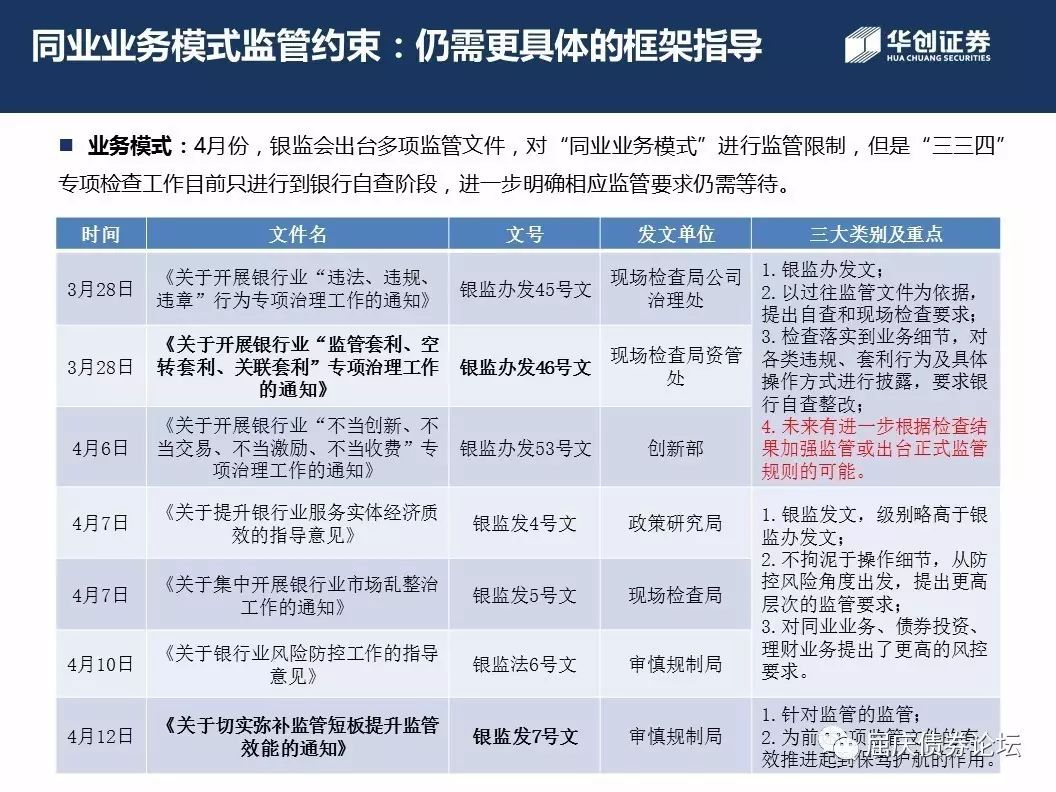 同业业务模式监管约束：仍需更具体的框架指导
华创证券
HUA CHUANG SECURITIES
业务模式：4月份，银监会出台多项监管文件，对“同业业务模式”进行监管限制，但是“三三四”
专项检查工作目前只进行到银行自查阶段，进一步明确相应监管要求仍需等待。
时间 文件名 文号 发文单位 三大类别及重点
3月28日
《关于开展银行业“违法、违规、
违章”行为专项治理工作的通知》
银监办发45号文
现场检查局公司
治理处
3月28日
《关于开展银行业“监管套利、空
转套利、关联套利”专项治理工作
的通知》
银监办发46号文
现场检查局资管
处
4月6日
《关于开展银行业“不当创新、不
当交易、不当激励、不当收费”专
项治理工作的通知》
银监办发53号文
创新部
1. 银监办发文；
2. 以过往监管文件为依据，
提出自查和现场检查要求；
3. 检查落实到业务细节，对
各类违规、套利行为及具体
操作方式进行披露，要求银
行自查整改；
4. 未来有进一步根据检查结
果加强监管或出台正式监管
规则的可能。
4月7日
《关于提升银行业服务实体经济质
效的指导意见》
银监发4号文
政策研究局
4月7日
《关于集中开展银行业市场乱整治
工作的通知》
银监发5号文
现场检查局
4月10日
《关于银行业风险防控工作的指导
意见》
银监法6号文
审慎规制局
1. 银监发文，级别略高于银
监办发文；
2. 不拘泥于操作细节，从防
控风险角度出发，提出更高
层次的监管要求；
3. 对同业业务、债券投资、
理财业务提出了更高的风控
要求。
4月12日
《关于切实弥补监管短板提升监管
效能的通知》
银监发7号文
审慎规制局
1. 针对监管的监管；
2. 为前项监管文件的有
效推进起到保驾护航的作用。
屈庆债券论坛